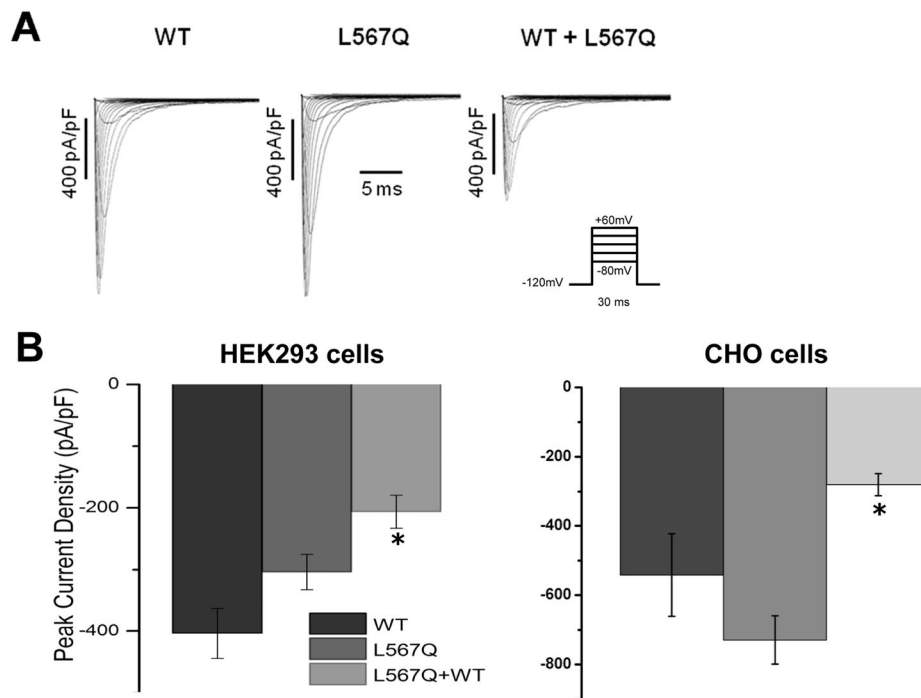 A
WT
L567Q
WT + L567Q
400 pA/pF
400 pA/pF
400 pA/pF
5 ms
+60mV
-80mV
-120mV
30 ms
B
HEK293 cells
CHO cells
Peak Current Density (pA/pF)
0
-200
-400
*
WT
L567Q
L567Q+WT
0
-200
-400
-600
-800
*